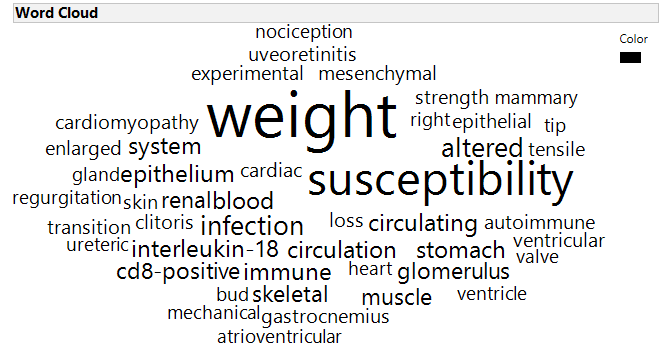 Word Cloud
Color
nociception
uveoretinitis
experimental mesenchymal
weight
strength mammary
cardiomyopathy
right epithelial tip
enlarged system
altered tensile
gland epithelium cardiac
susceptibility
regurgitation skin renal blood
transition clitoris infection loss circulating autoimmune
ureteric interleukin-18 circulation stomach ventricular
valve
cd8-positive immune heart glomerulus
bud skeletal muscle ventricle
mechanical gastrocnemius
atrioventricular